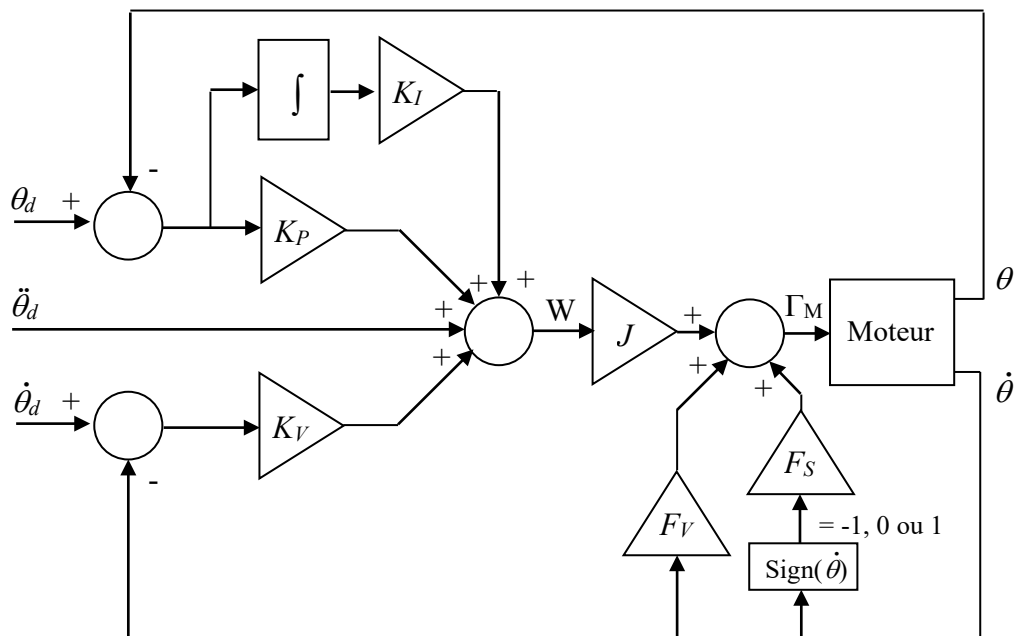 ∫
K_I
-
θ_d
+
K_P
θ̈_d
+
+
+
+
W
J
+
+
+
Γ_M
Moteur
θ
θ̇
θ̇_d
+
-
K_V
F_V
F_S
= -1, 0 ou 1
Sign(θ̇)